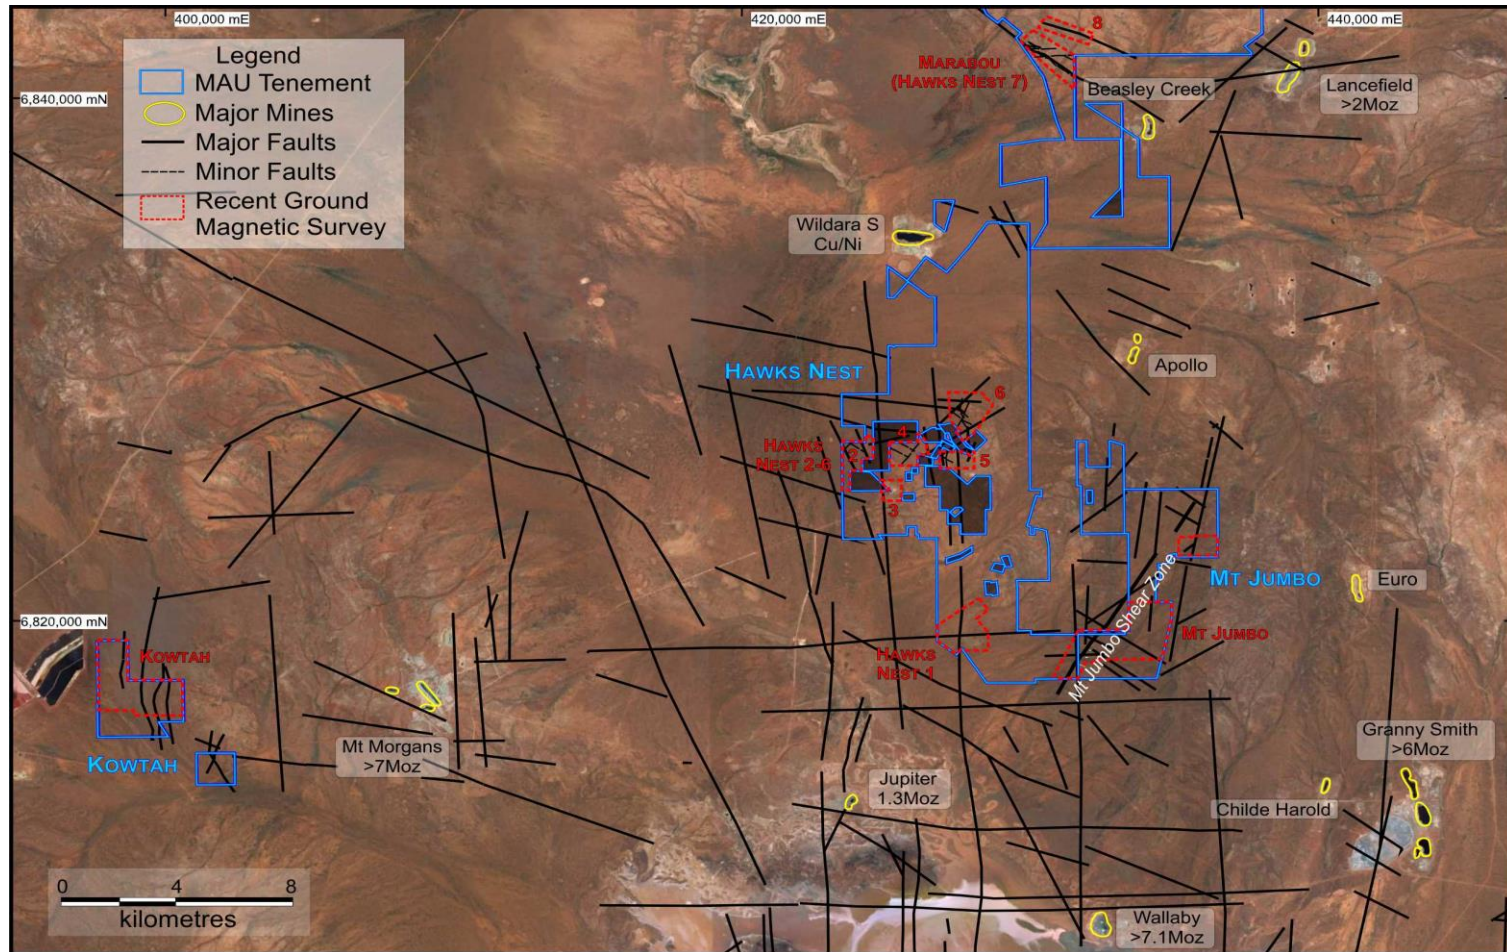 400,000 mE
420,000 mE
440,000 mE
6,840,000 mN
6,820,000 mN
Legend
MAU Tenement
Major Mines
Major Faults
Minor Faults
Recent Ground
Magnetic Survey
8
MARABOU
(HAWKS NEST 7)
Beasley Creek
Lancefield
>2Moz
Wildara S
Cu/Ni
Apollo
HAWKS NEST
6
HAWKS
NEST 2-6
2
4
5
3
Mt Jumbo Shear Zone
MT JUMBO
Euro
MT JUMBO
HAWKS
NEST 1
KOWTAH
KOWTAH
Mt Morgans
>7Moz
Jupiter
1.3Moz
Granny Smith
>6Moz
Childe Harold
Wallaby
>7.1Moz
0 4 8
kilometres